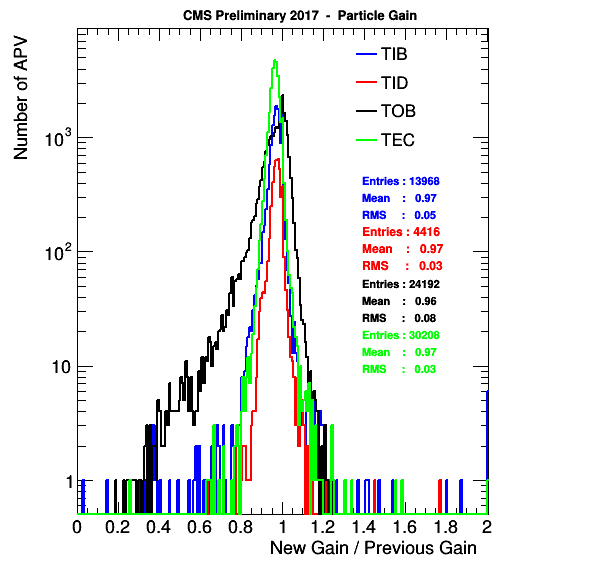 CMS Preliminary 2017 - Particle Gain
Number of APV
TIB
TID
TOB
TEC
Entries : 13968
Mean : 0.97
RMS : 0.05
Entries : 4416
Mean : 0.97
RMS : 0.03
Entries : 24192
Mean : 0.96
RMS : 0.08
Entries : 30208
Mean : 0.97
RMS : 0.03
10³
10²
10
1
0 0.2 0.4 0.6 0.8 1 1.2 1.4 1.6 1.8 2
New Gain / Previous Gain